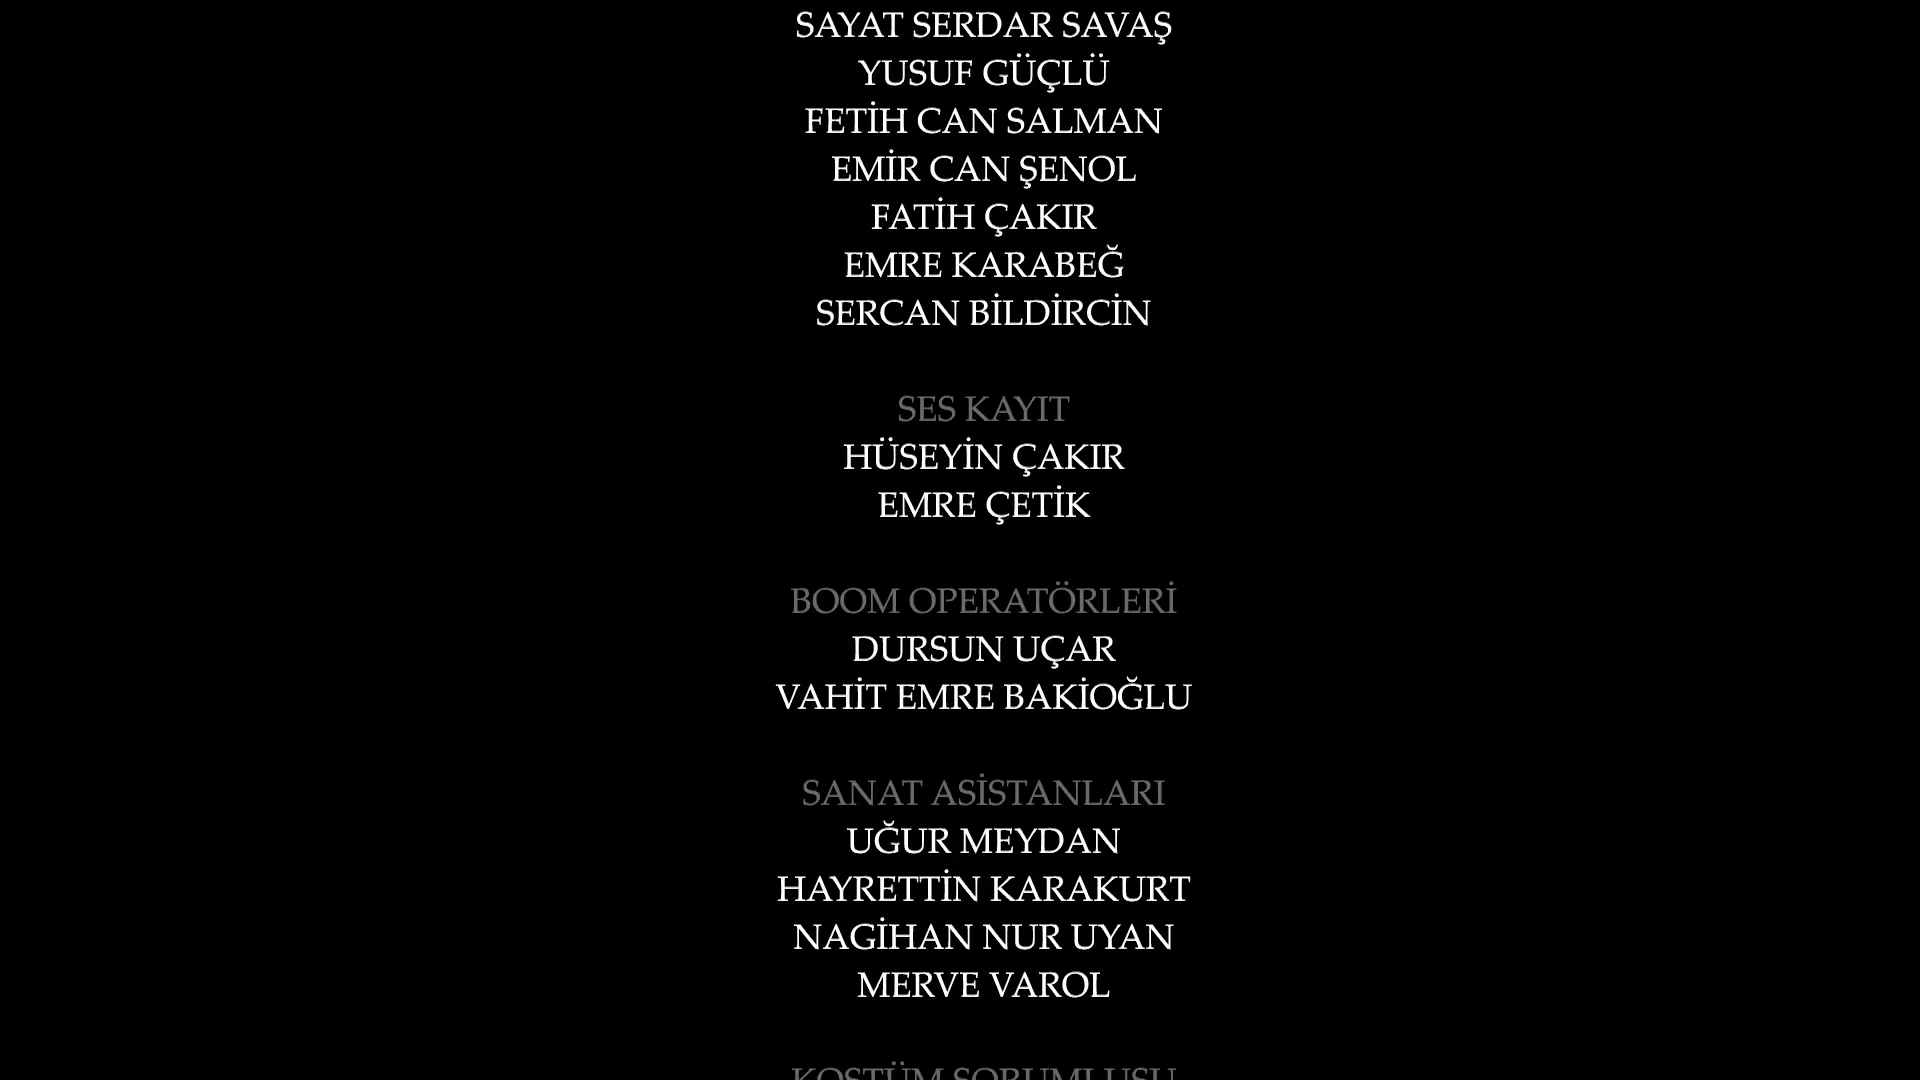 SAYAT SERDAR SAVAŞ
YUSUF GÜÇLÜ
FETİH CAN SALMAN
EMİR CAN ŞENOL
FATİH ÇAKIR
EMRE KARABEĞ
SERCAN BİLDİRCİN
SES KAYIT
HÜSEYİN ÇAKIR
EMRE ÇETİK
BOOM OPERATÖRLERİ
DURSUN UÇAR
VAHİT EMRE BAKİOĞLU
SANAT ASİSTANLARI
UĞUR MEYDAN
HAYRETTİN KARAKURT
NAGİHAN NUR UYAN
MERVE VAROL
KOSTÜM SORUMLUSU